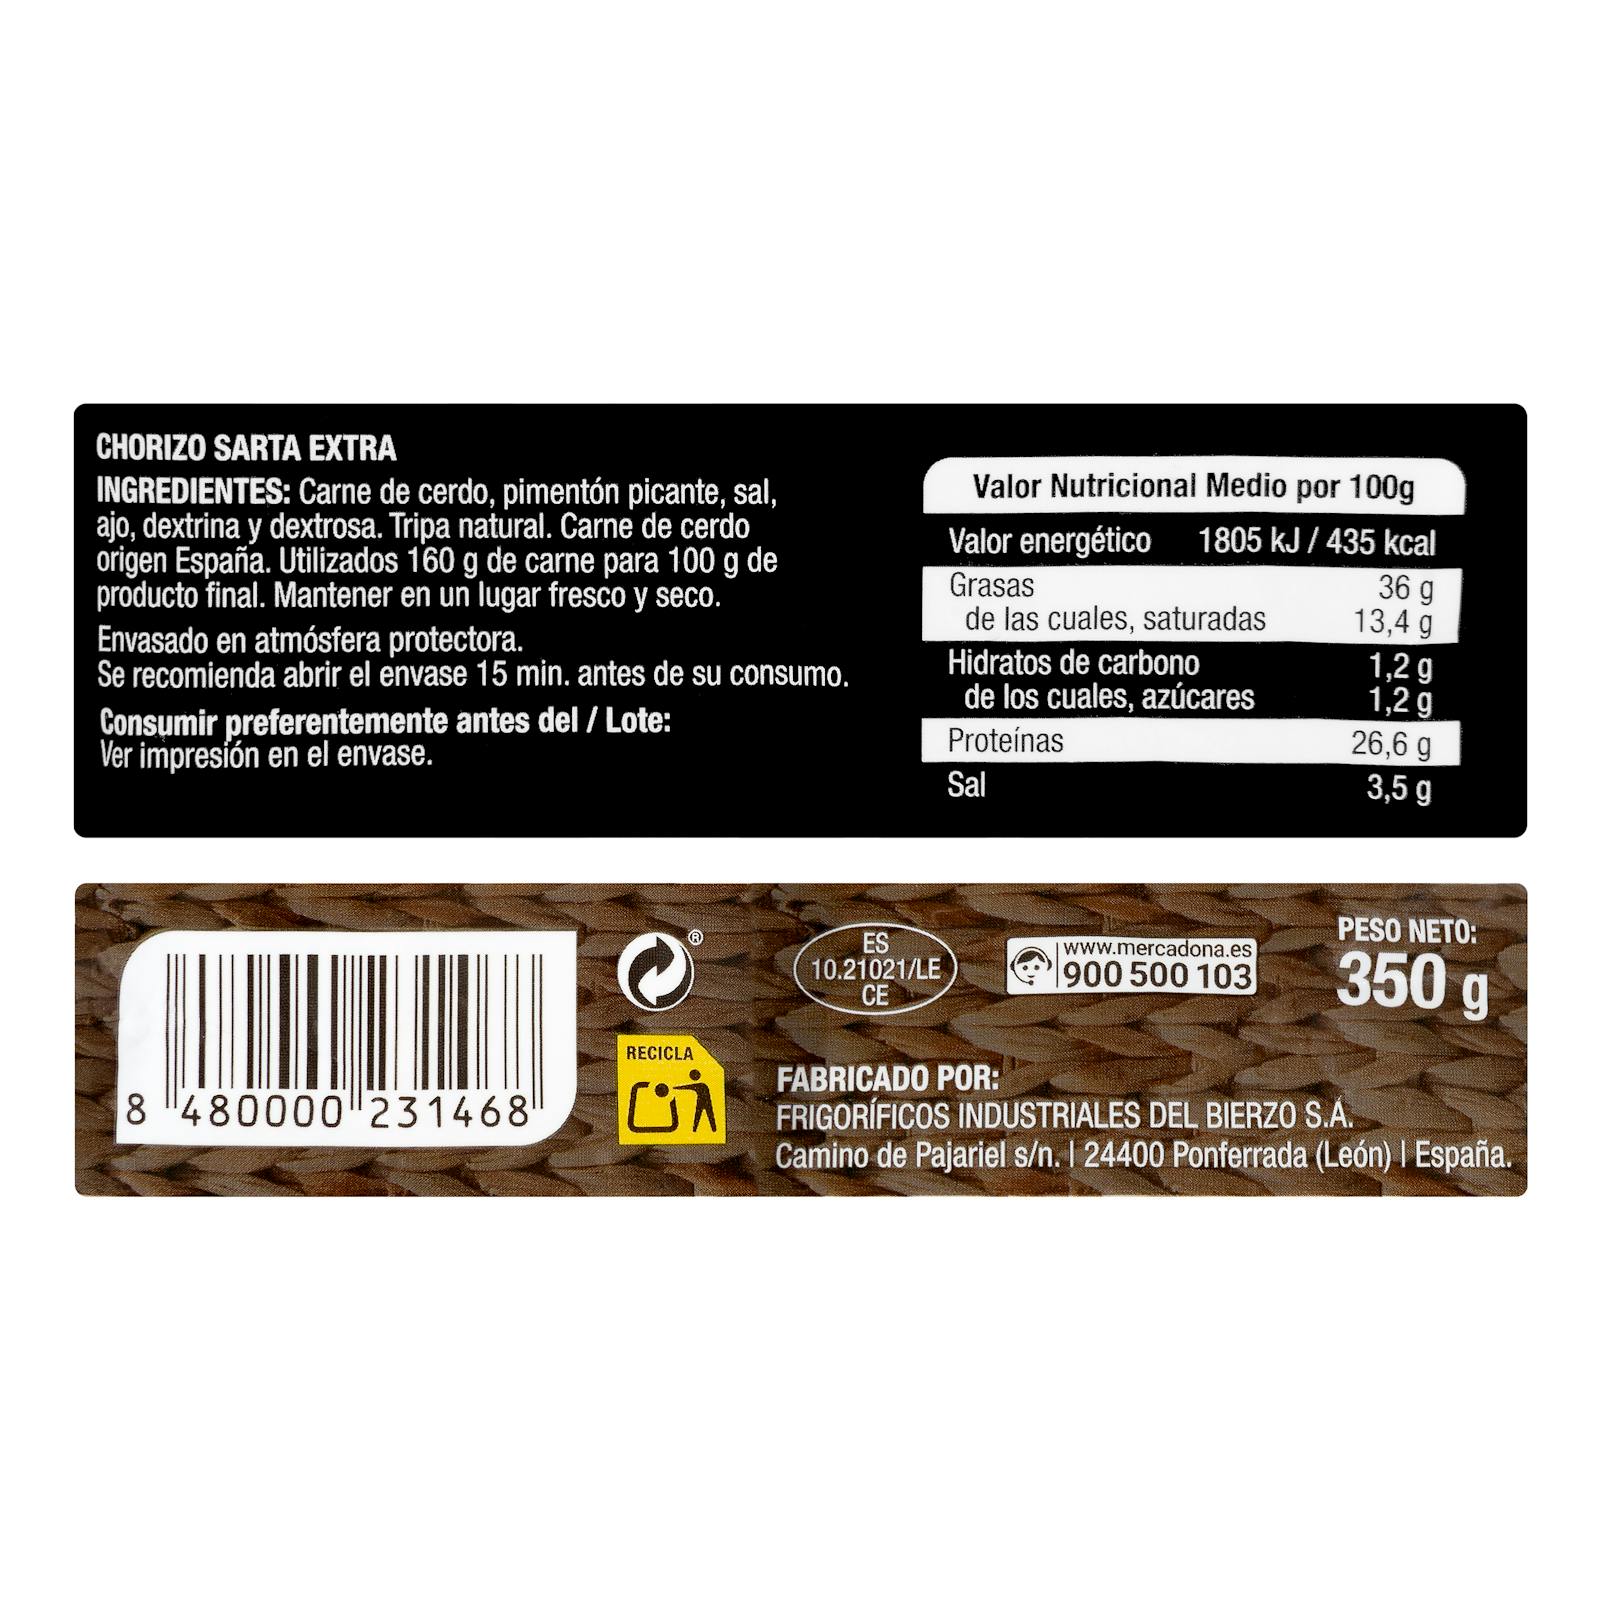 CHORIZO SARTA EXTRA
INGREDIENTES: Carne de cerdo, pimentón picante, sal,
ajo, dextrina y dextrosa. Tripa natural. Carne de cerdo
origen España. Utilizados 160 g de carne para 100 g de
producto final. Mantener en un lugar fresco y seco.
Envasado en atmósfera protectora.
Se recomienda abrir el envase 15 min. antes de su consumo.
Consumir preferentemente antes del / Lote:
Ver impresión en el envase.
Valor Nutricional Medio por 100g
Valor energético 1805 kJ / 435 kcal
Grasas 36 g
de las cuales, saturadas 13,4 g
Hidratos de carbono 1,2 g
de los cuales, azúcares 1,2 g
Proteínas 26,6 g
Sal 3,5 g
8 480000 231468
®
RECICLA
ES
10.21021/LE
CE
www.mercadona.es
900 500 103
PESO NETO:
350 g
FABRICADO POR:
FRIGORÍFICOS INDUSTRIALES DEL BIERZO S.A.
Camino de Pajariel s/n. | 24400 Ponferrada (León) | España.